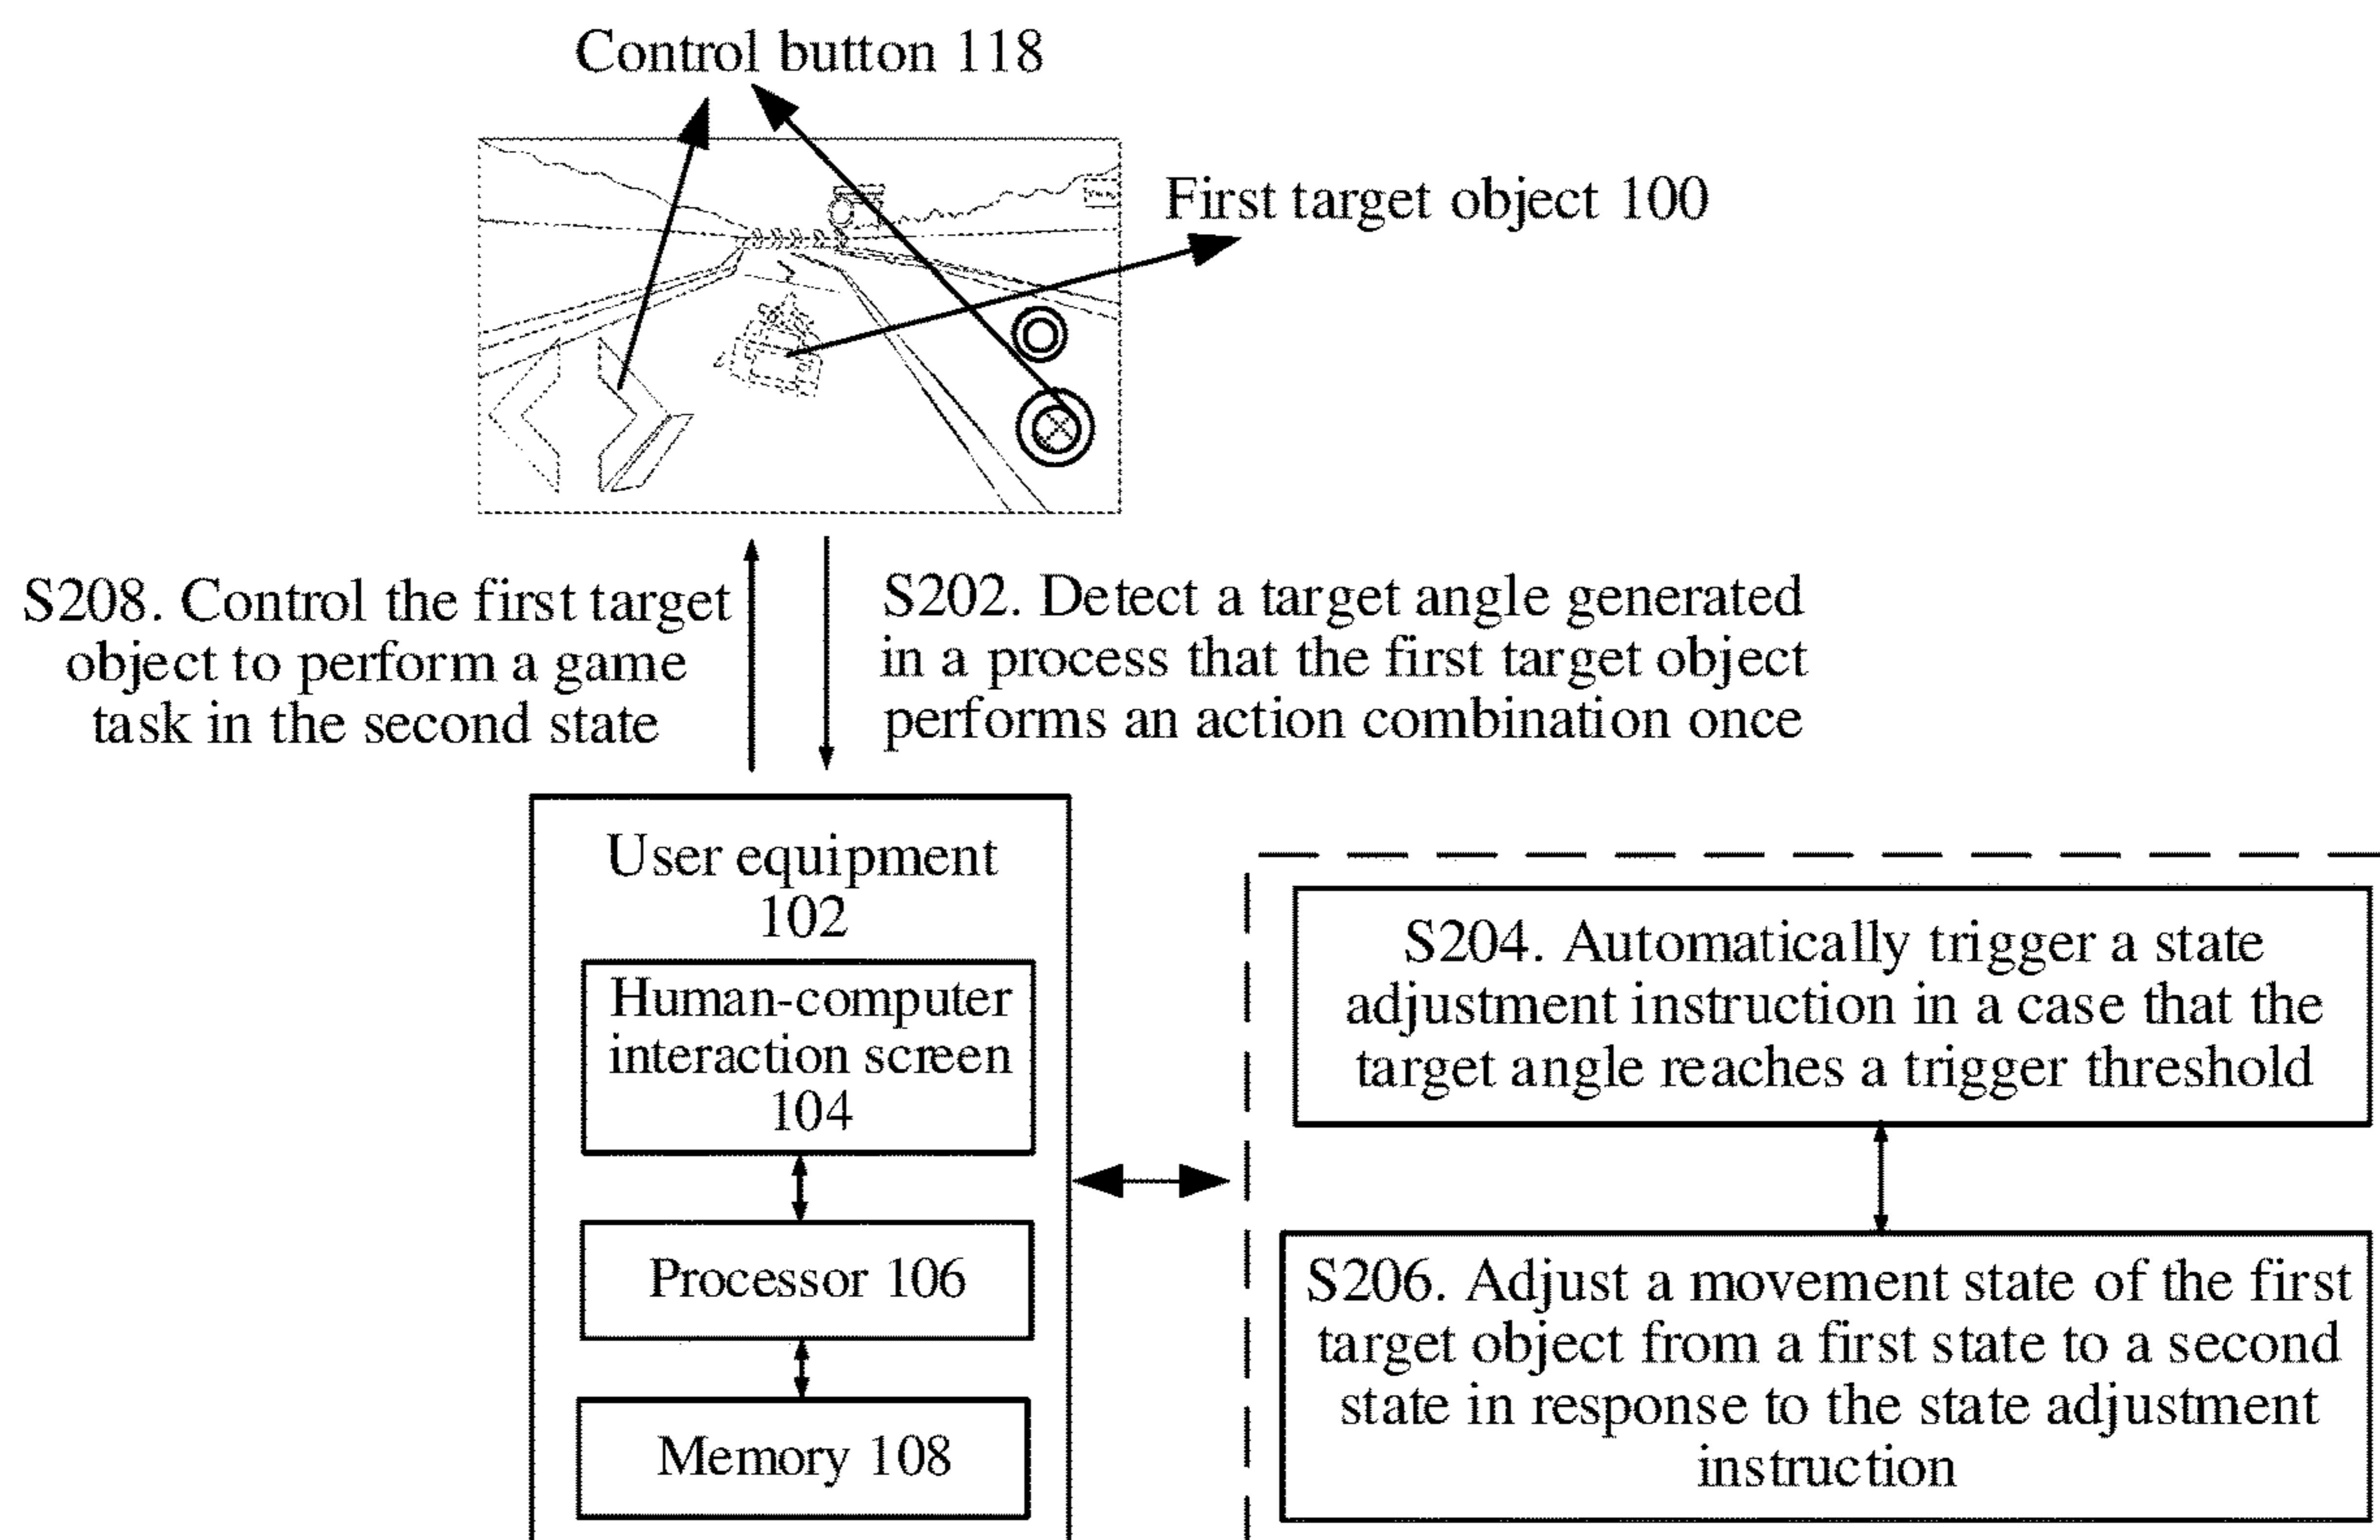 Control button 118
First target object 100
S208. Control the first target
object to perform a game
task in the second state
S202. Detect a target angle generated
in a process that the first target object
performs an action combination once
User equipment
102
Human-computer
interaction screen
104
Processor 106
Memory 108
S204. Automatically trigger a state
adjustment instruction in a case that the
target angle reaches a trigger threshold
S206. Adjust a movement state of the first
target object from a first state to a second
state in response to the state adjustment
instruction